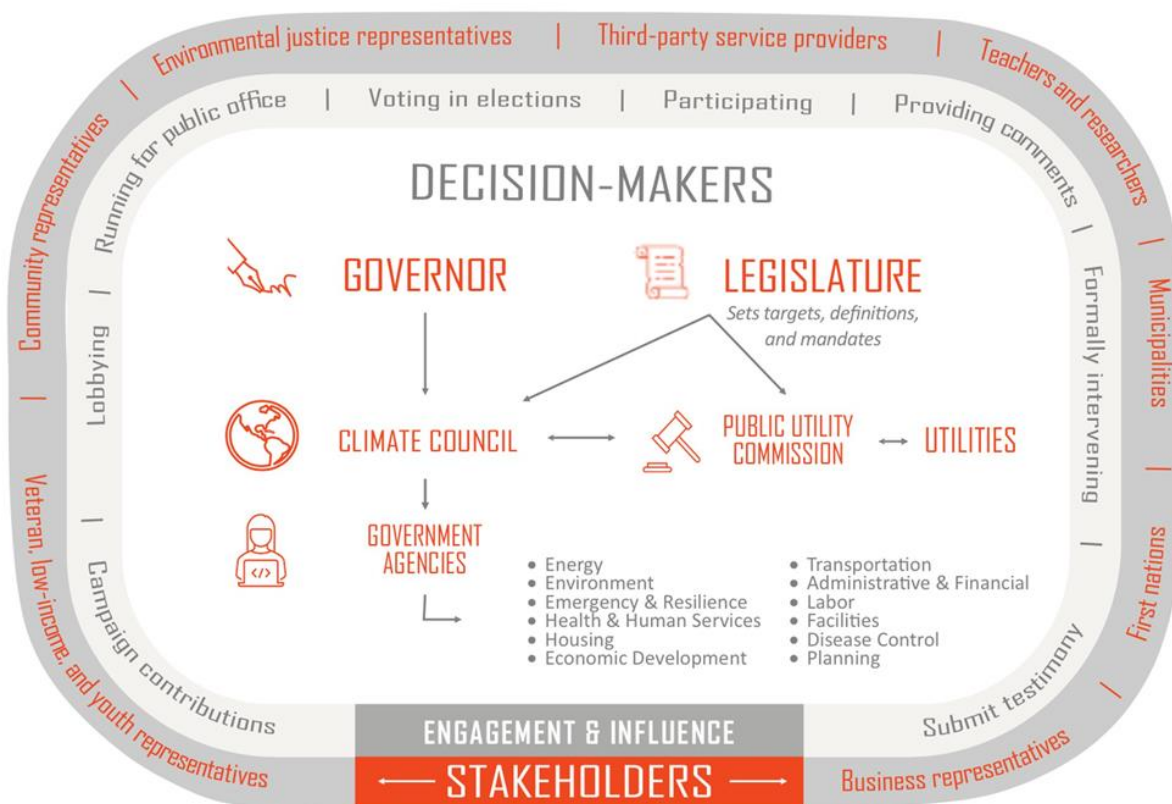 Environmental justice representatives | Third-party service providers | Teachers and researchers | Municipalities | First nations | Business representatives
Veteran, low-income, and youth representatives | Community representatives |
Campaign contributions | Lobbying | Running for public office | Voting in elections | Participating | Providing comments | Formally intervening | Submit testimony
DECISION-MAKERS
GOVERNOR
LEGISLATURE
Sets targets, definitions,
and mandates
CLIMATE COUNCIL
PUBLIC UTILITY
COMMISSION
UTILITIES
GOVERNMENT
AGENCIES
</>
• Energy
• Environment
• Emergency & Resilience
• Health & Human Services
• Housing
• Economic Development
• Transportation
• Administrative & Financial
• Labor
• Facilities
• Disease Control
• Planning
ENGAGEMENT & INFLUENCE
STAKEHOLDERS